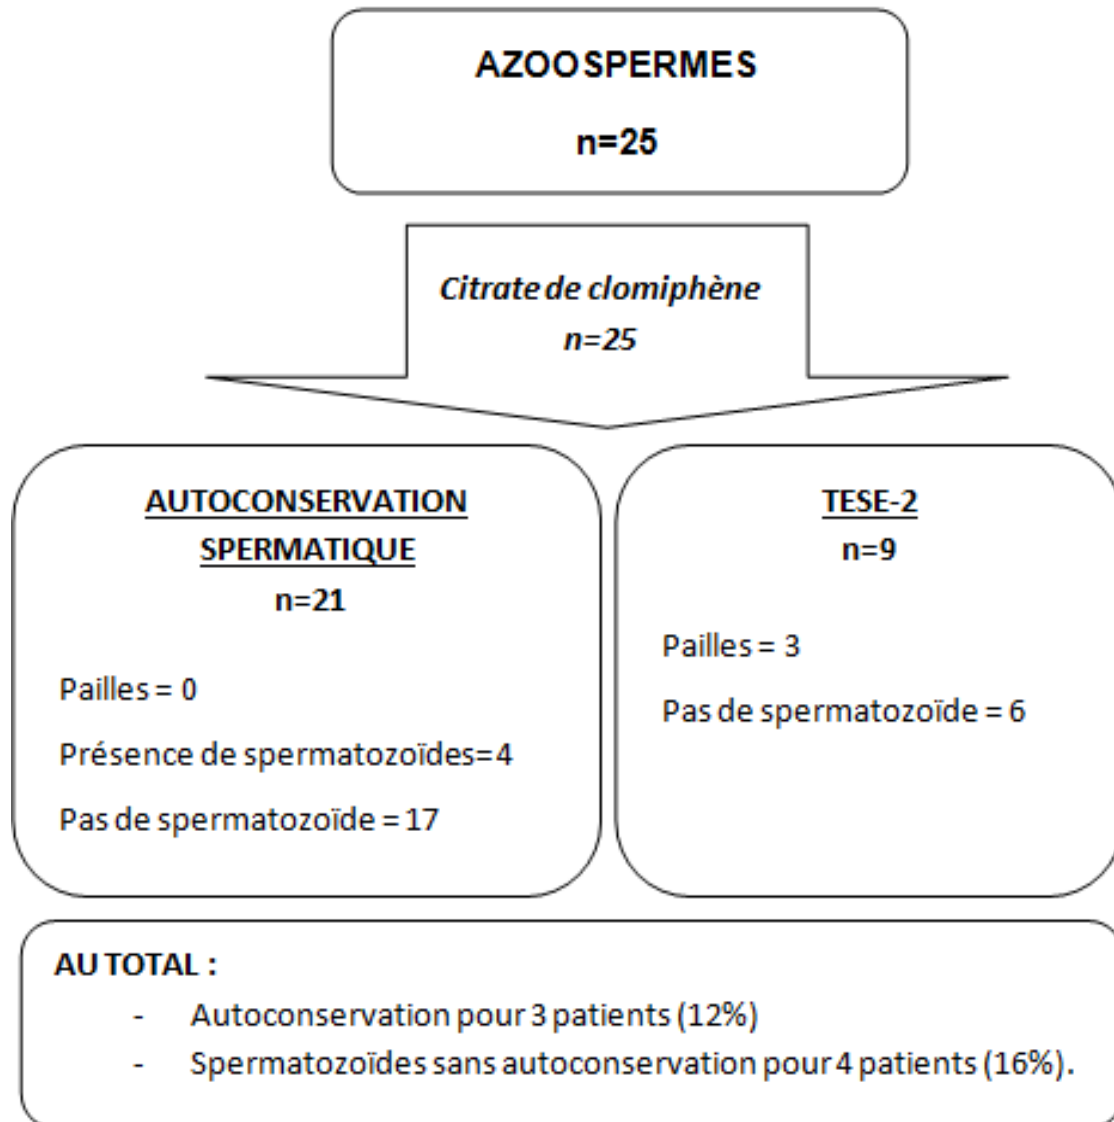 AZOOSPERMES
n=25
Citrate de clomiphène
n=25
AUTOCONSERVATION
SPERMATIQUE
n=21
Pailles = 0
Présence de spermatozoïdes=4
Pas de spermatozoïde = 17
TESE-2
n=9
Pailles = 3
Pas de spermatozoïde = 6
AU TOTAL :
- Autoconservation pour 3 patients (12%)
- Spermatozoïdes sans autoconservation pour 4 patients (16%).